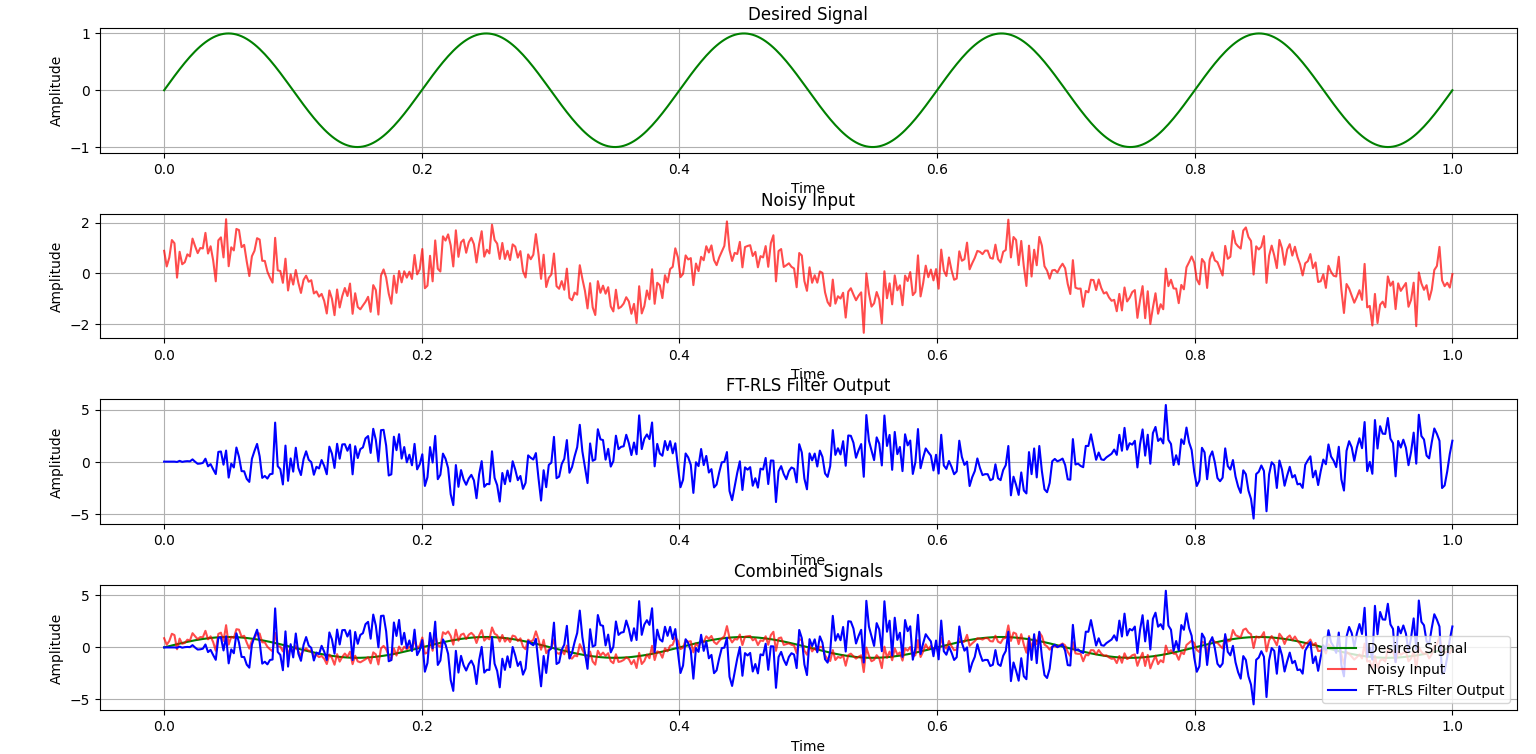 Desired Signal
1
0
−1
Amplitude
0.0 0.2 0.4 0.6 0.8 1.0
Time
Noisy Input
2
0
−2
Amplitude
0.0 0.2 0.4 0.6 0.8 1.0
Time
FT-RLS Filter Output
5
0
−5
Amplitude
0.0 0.2 0.4 0.6 0.8 1.0
Time
Combined Signals
5
0
−5
Amplitude
Desired Signal
Noisy Input
FT-RLS Filter Output
0.0 0.2 0.4 0.6 0.8 1.0
Time